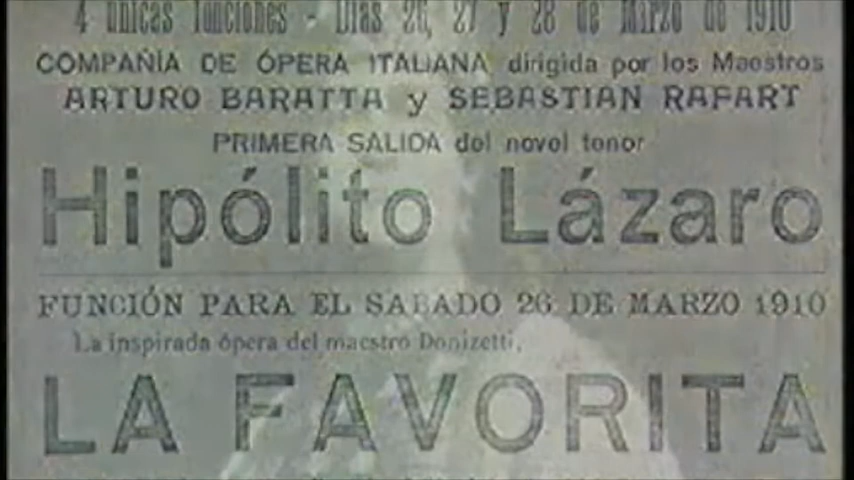 4 únicas funciones - Días 26, 27 y 28 de Marzo de 1910
COMPAÑÍA DE ÓPERA ITALIANA dirigida por los Maestros
ARTURO BARATTA y SEBASTIAN RAFART
PRIMERA SALIDA del novel tenor
Hipólito Lázaro
FUNCIÓN PARA EL SABADO 26 DE MARZO 1910
La inspirada ópera del maestro Donizetti,
LA FAVORITA